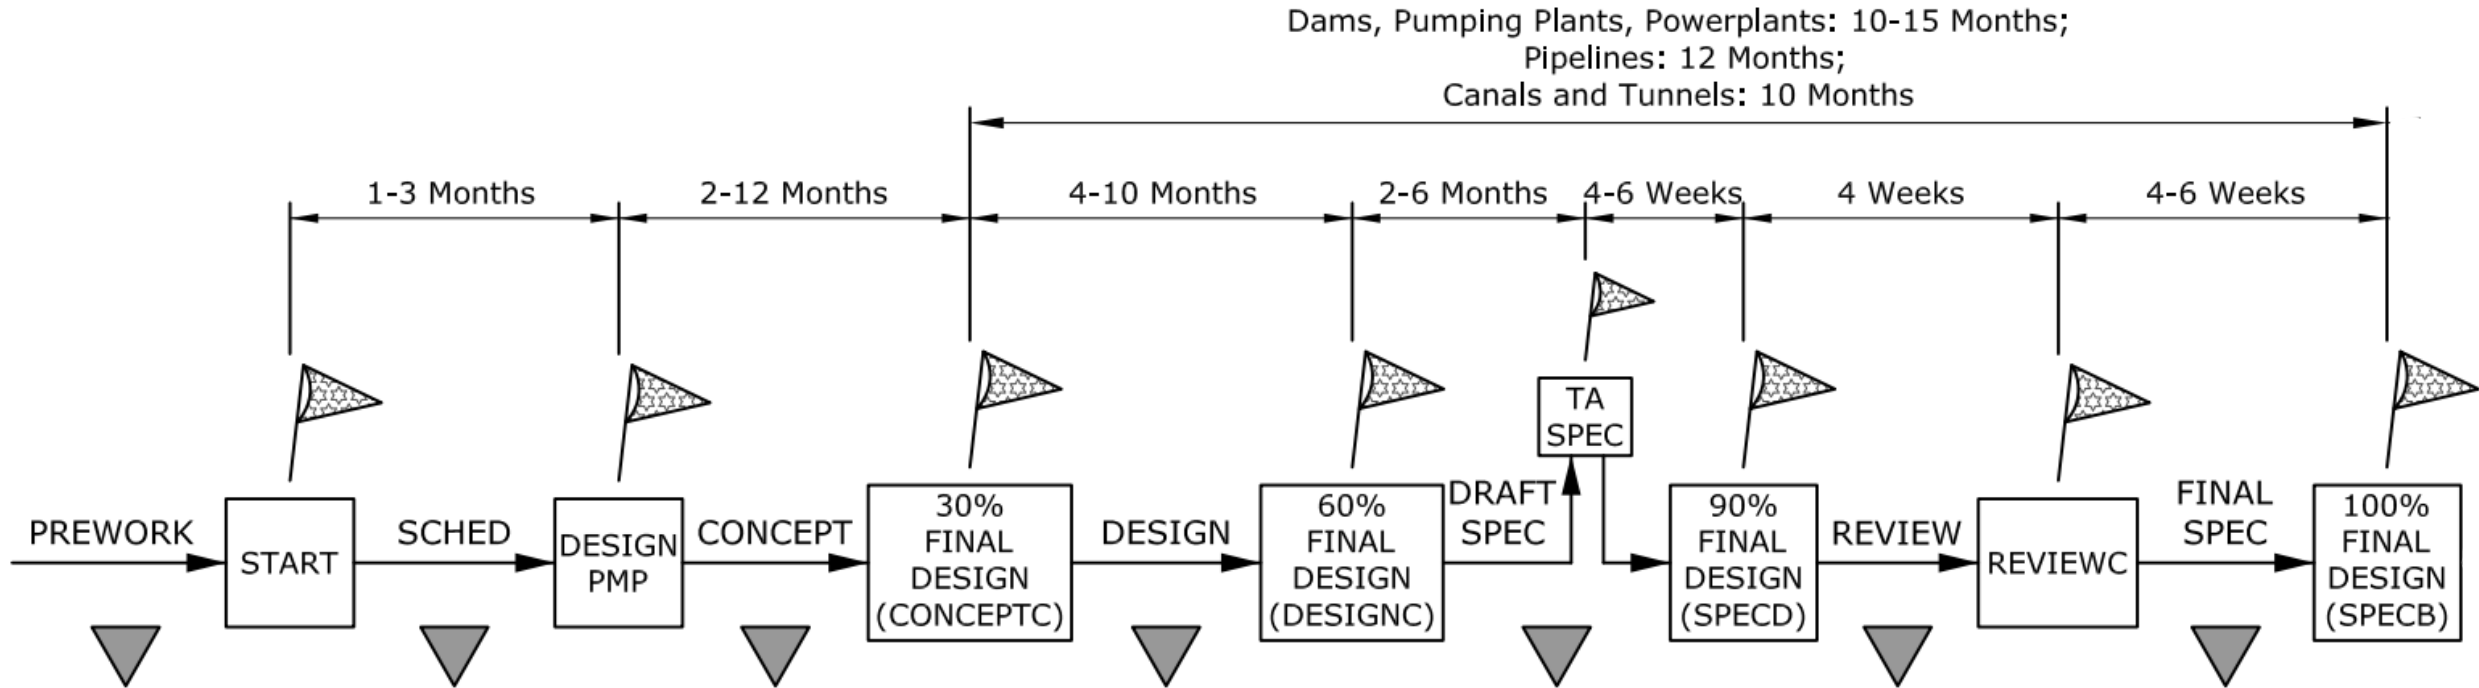 Dams, Pumping Plants, Powerplants: 10-15 Months;
Pipelines: 12 Months;
Canals and Tunnels: 10 Months
1-3 Months
2-12 Months
4-10 Months
2-6 Months
4-6 Weeks
4 Weeks
4-6 Weeks
PREWORK
START
SCHED
DESIGN
PMP
CONCEPT
30%
FINAL
DESIGN
(CONCEPTC)
DESIGN
60%
FINAL
DESIGN
(DESIGNC)
DRAFT
SPEC
TA
SPEC
90%
FINAL
DESIGN
(SPECD)
REVIEW
REVIEWC
FINAL
SPEC
100%
FINAL
DESIGN
(SPECB)